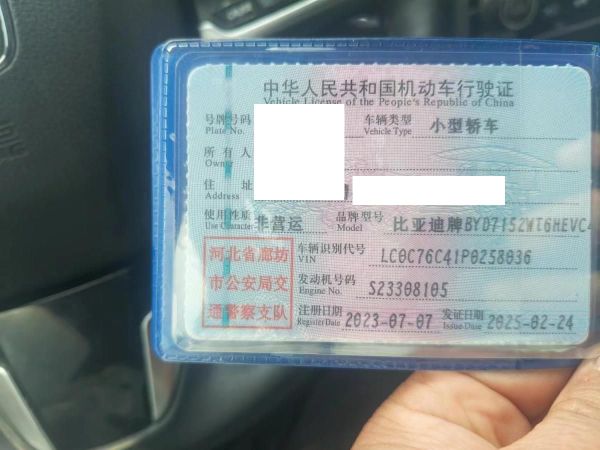 中华人民共和国机动车行驶证
Vehicle License of the People's Republic of China
号牌号码 车辆类型 小型轿车
Plate No. Vehicle Type
所有人
Owner
住 址
Address
使用性质 非营运 品牌型号 比亚迪牌BYD7152WT6HEVC4
Use Character Model
河北省廊坊
市公安局交
通警察支队
车辆识别代号 LC0C76C41P0258036
VIN
发动机号码 S23308105
Engine No.
注册日期 2023-07-07 发证日期 2025-02-24
Register Date Issue Date